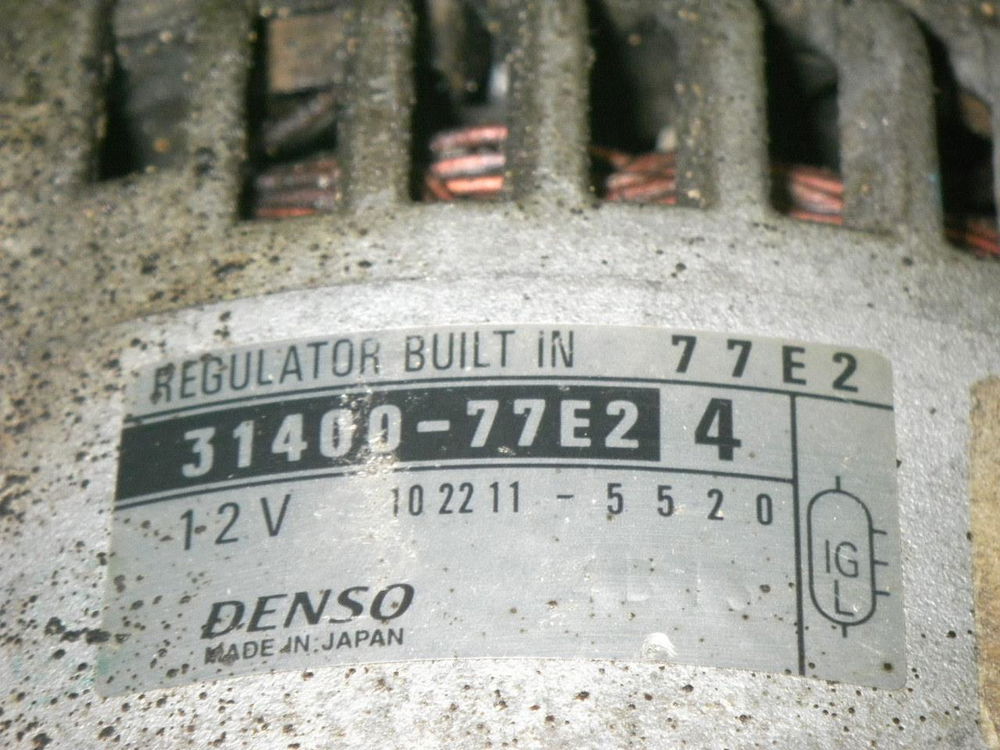 REGULATOR BUILT IN 77E2
31400-77E2 4
12V 102211-5520
IG
L
DENSO
MADE IN JAPAN